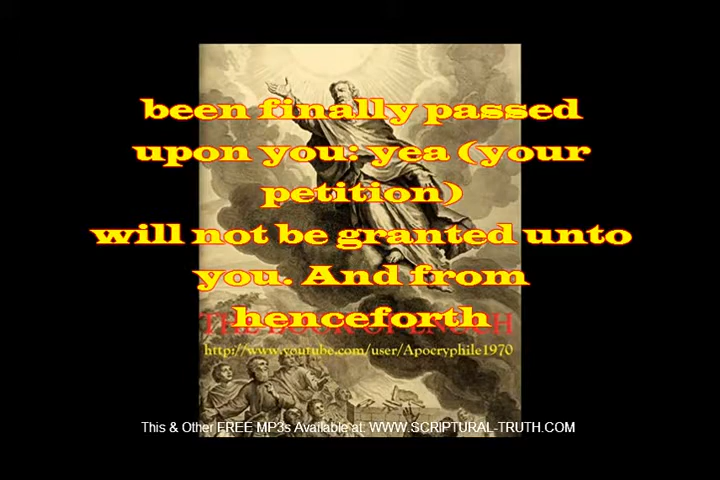 been finally passed
upon you: yea (your
petition)
will not be granted unto
you. And from
henceforth
THE BOOK OF ENOCH
http://www.youtube.com/user/Apocryphile1970
This & Other FREE MP3s Available at: WWW.SCRIPTURAL-TRUTH.COM